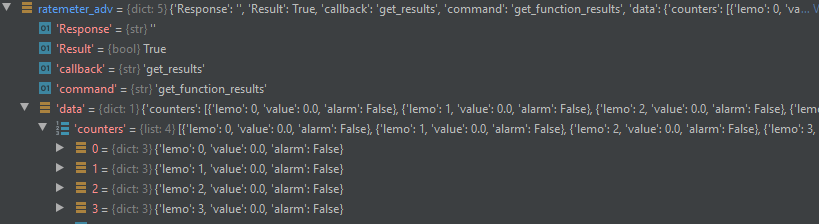 ratemeter_adv = {dict: 5} {'Response': '', 'Result': True, 'callback': 'get_results', 'command': 'get_function_results', 'data': {'counters': [{'lemo': 0, 'va... V
01 'Response' = {str} ''
01 'Result' = {bool} True
01 'callback' = {str} 'get_results'
01 'command' = {str} 'get_function_results'
'data' = {dict: 1} {'counters': [{'lemo': 0, 'value': 0.0, 'alarm': False}, {'lemo': 1, 'value': 0.0, 'alarm': False}, {'lemo': 2, 'value': 0.0, 'alarm': False}, {'lemo
'counters' = {list: 4} [{'lemo': 0, 'value': 0.0, 'alarm': False}, {'lemo': 1, 'value': 0.0, 'alarm': False}, {'lemo': 2, 'value': 0.0, 'alarm': False}, {'lemo': 3,
0 = {dict: 3} {'lemo': 0, 'value': 0.0, 'alarm': False}
1 = {dict: 3} {'lemo': 1, 'value': 0.0, 'alarm': False}
2 = {dict: 3} {'lemo': 2, 'value': 0.0, 'alarm': False}
3 = {dict: 3} {'lemo': 3, 'value': 0.0, 'alarm': False}